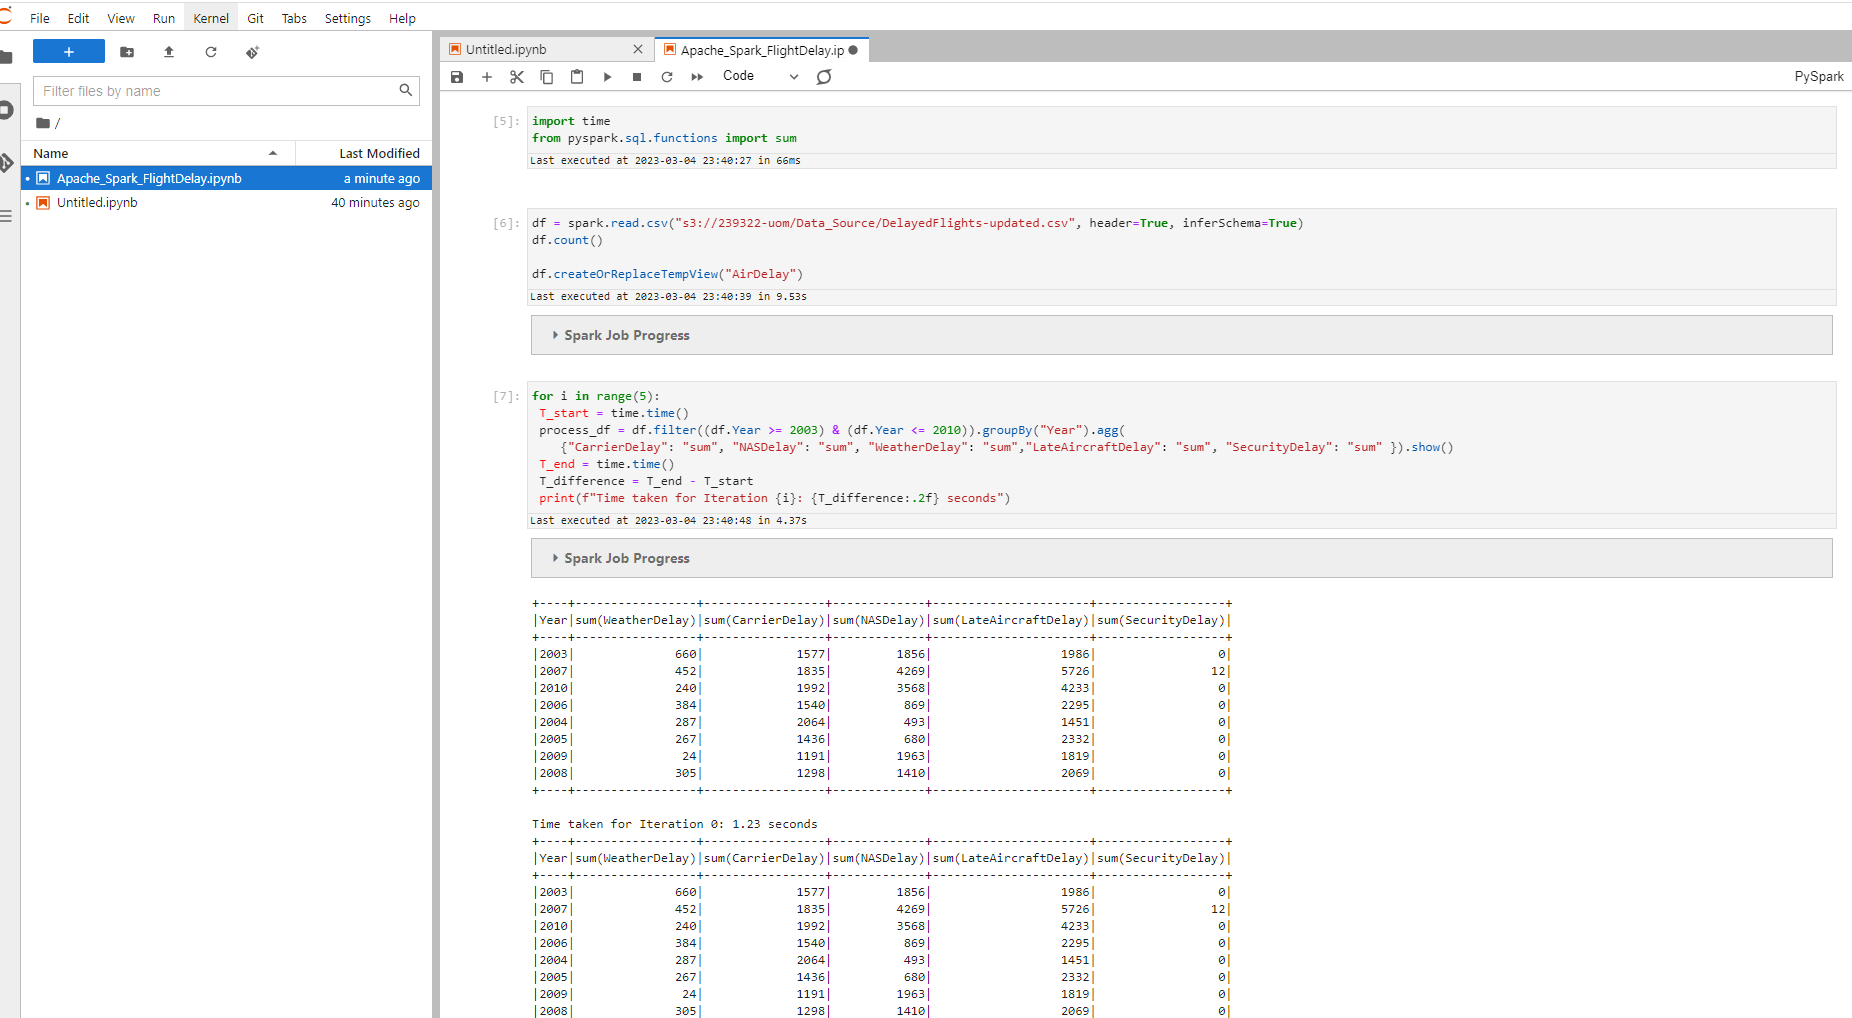 File Edit View Run Kernel Git Tabs Settings Help
+
Filter files by name
/
Name Last Modified
Apache_Spark_FlightDelay.ipynb a minute ago
Untitled.ipynb 40 minutes ago
Untitled.ipynb Apache_Spark_FlightDelay.ip
Code PySpark
[5]: import time
from pyspark.sql.functions import sum
Last executed at 2023-03-04 23:40:27 in 66ms
[6]: df = spark.read.csv("s3://239322-uom/Data_Source/DelayedFlights-updated.csv", header=True, inferSchema=True)
df.count()
df.createOrReplaceTempView("AirDelay")
Last executed at 2023-03-04 23:40:39 in 9.53s
Spark Job Progress
[7]: for i in range(5):
T_start = time.time()
process_df = df.filter((df.Year >= 2003) & (df.Year <= 2010)).groupBy("Year").agg(
{"CarrierDelay": "sum", "NASDelay": "sum", "WeatherDelay": "sum","LateAircraftDelay": "sum", "SecurityDelay": "sum" }).show()
T_end = time.time()
T_difference = T_end - T_start
print(f"Time taken for Iteration {i}: {T_difference:.2f} seconds")
Last executed at 2023-03-04 23:40:48 in 4.37s
Spark Job Progress
+----+-----------------+-----------------+-------------+----------------------+------------------+
|Year|sum(WeatherDelay)|sum(CarrierDelay)|sum(NASDelay)|sum(LateAircraftDelay)|sum(SecurityDelay)|
+----+-----------------+-----------------+-------------+----------------------+------------------+
|2003| 660| 1577| 1856| 1986| 0|
|2007| 452| 1835| 4269| 5726| 12|
|2010| 240| 1992| 3568| 4233| 0|
|2006| 384| 1540| 869| 2295| 0|
|2004| 287| 2064| 493| 1451| 0|
|2005| 267| 1436| 680| 2332| 0|
|2009| 24| 1191| 1963| 1819| 0|
|2008| 305| 1298| 1410| 2069| 0|
+----+-----------------+-----------------+-------------+----------------------+------------------+
Time taken for Iteration 0: 1.23 seconds
+----+-----------------+-----------------+-------------+----------------------+------------------+
|Year|sum(WeatherDelay)|sum(CarrierDelay)|sum(NASDelay)|sum(LateAircraftDelay)|sum(SecurityDelay)|
+----+-----------------+-----------------+-------------+----------------------+------------------+
|2003| 660| 1577| 1856| 1986| 0|
|2007| 452| 1835| 4269| 5726| 12|
|2010| 240| 1992| 3568| 4233| 0|
|2006| 384| 1540| 869| 2295| 0|
|2004| 287| 2064| 493| 1451| 0|
|2005| 267| 1436| 680| 2332| 0|
|2009| 24| 1191| 1963| 1819| 0|
|2008| 305| 1298| 1410| 2069| 0|